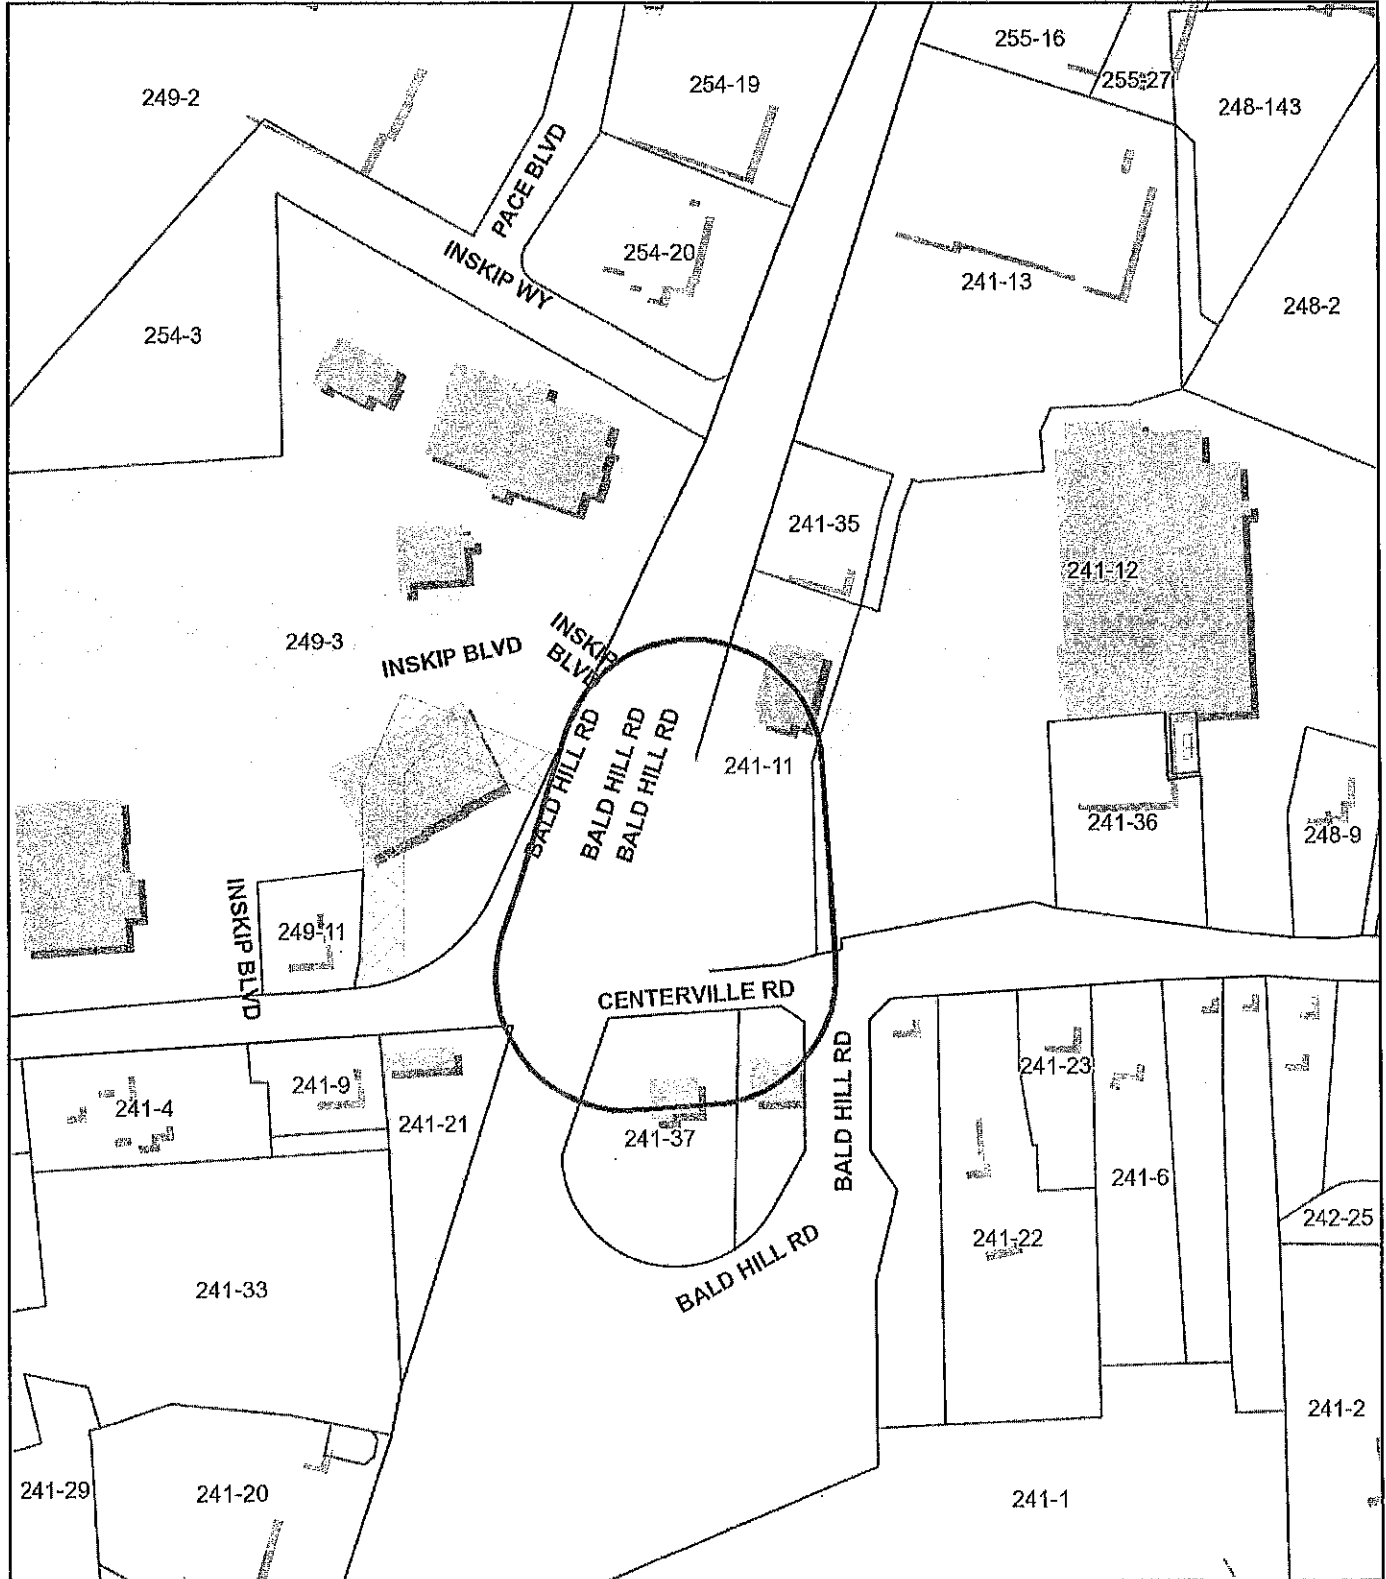 255-16
254-19
255-27
249-2
248-143
PACE BLVD
254-20
INSKIP WY
241-13
248-2
254-3
241-35
241-12
249-3
INSKIP BLVD
INSKIP
BLVD
BALD HILL RD
BALD HILL RD
BALD HILL RD
241-11
241-36
248-9
INSKIP BLVD
249-11
CENTERVILLE RD
BALD HILL RD
241-23
241-9
241-4
241-21
241-37
241-6
242-25
241-22
BALD HILL RD
241-33
241-2
241-29
241-20
241-1